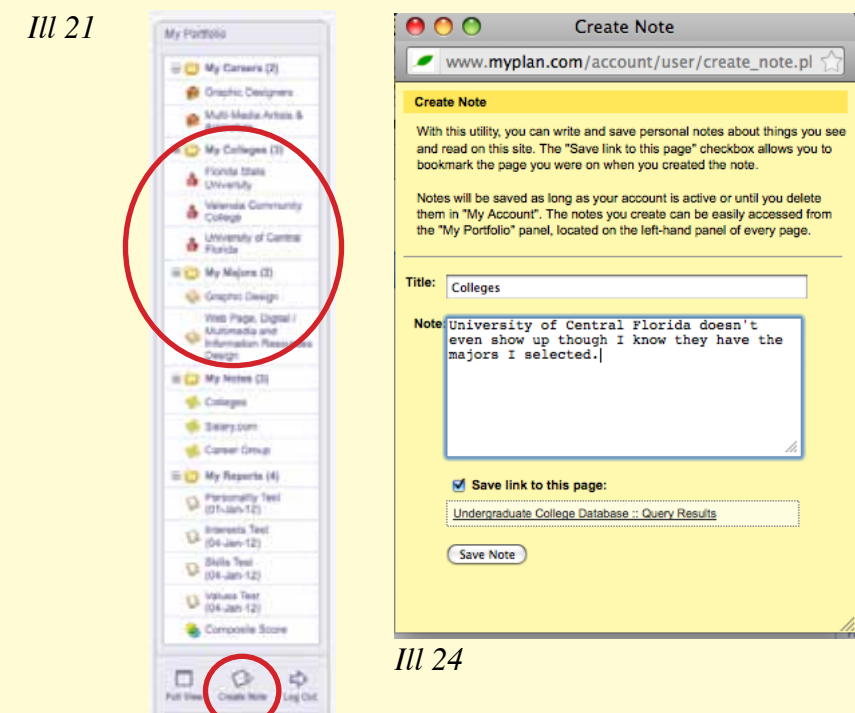 Ill 21
My Portfolio
My Careers (2)
Graphic Designers
Multi-Media Artists &
My Colleges (3)
Florida State
University
Valencia Community
College
University of Central
Florida
My Majors (2)
Graphic Design
Web Page, Digital /
Multimedia and
Information Resources
Design
My Notes (3)
Colleges
Salary.com
Career Group
My Reports (4)
Personality Test
(01-Jan-12)
Interests Test
(04-Jan-12)
Skills Test
(04-Jan-12)
Values Test
(04-Jan-12)
Composite Score
Full View Create Note Log Out
Create Note
www.myplan.com/account/user/create_note.pl
Create Note
With this utility, you can write and save personal notes about things you see
and read on this site. The "Save link to this page" checkbox allows you to
bookmark the page you were on when you created the note.
Notes will be saved as long as your account is active or until you delete
them in "My Account". The notes you create can be easily accessed from
the "My Portfolio" panel, located on the left-hand panel of every page.
Title: Colleges
Note: University of Central Florida doesn't
even show up though I know they have the
majors I selected.
Save link to this page:
Undergraduate College Database :: Query Results
Save Note
Ill 24